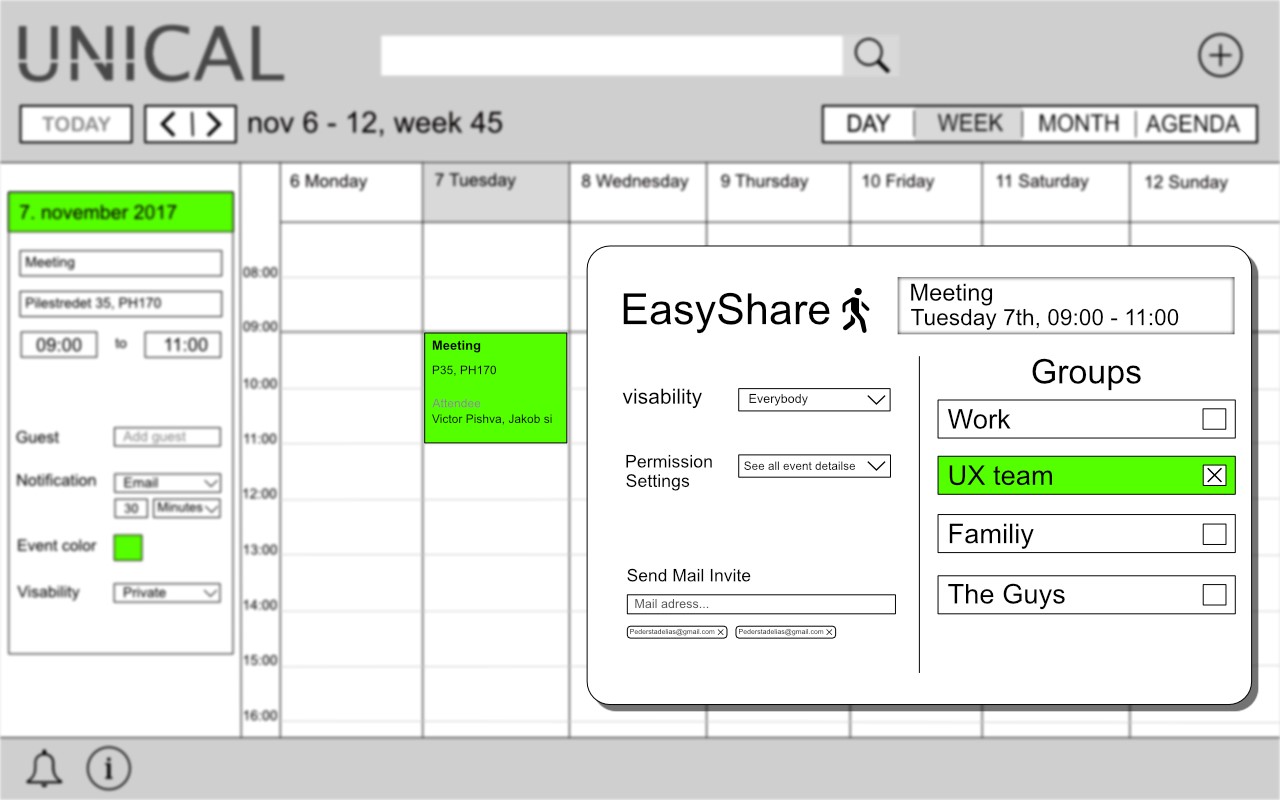 UNICAL
TODAY
nov 6 - 12, week 45
DAY
WEEK
MONTH
AGENDA
6 Monday
7 Tuesday
8 Wednesday
9 Thursday
10 Friday
11 Saturday
12 Sunday
7. november 2017
Meeting
Pilestredet 35, PH170
09:00 to 11:00
Guest Add guest
Notification Email
30 Minutes
Event color
Visability Private
08:00
09:00
10:00
11:00
12:00
13:00
14:00
15:00
16:00
Meeting
P35, PH170
Attendee
Victor Pishva, Jakob si
EasyShare
Meeting
Tuesday 7th, 09:00 - 11:00
visability Everybody
Permission
Settings
See all event detailse
Send Mail Invite
Mail adress...
Pederstadelias@gmail.com
Pederstadelias@gmail.com
Groups
Work
UX team
Familiy
The Guys